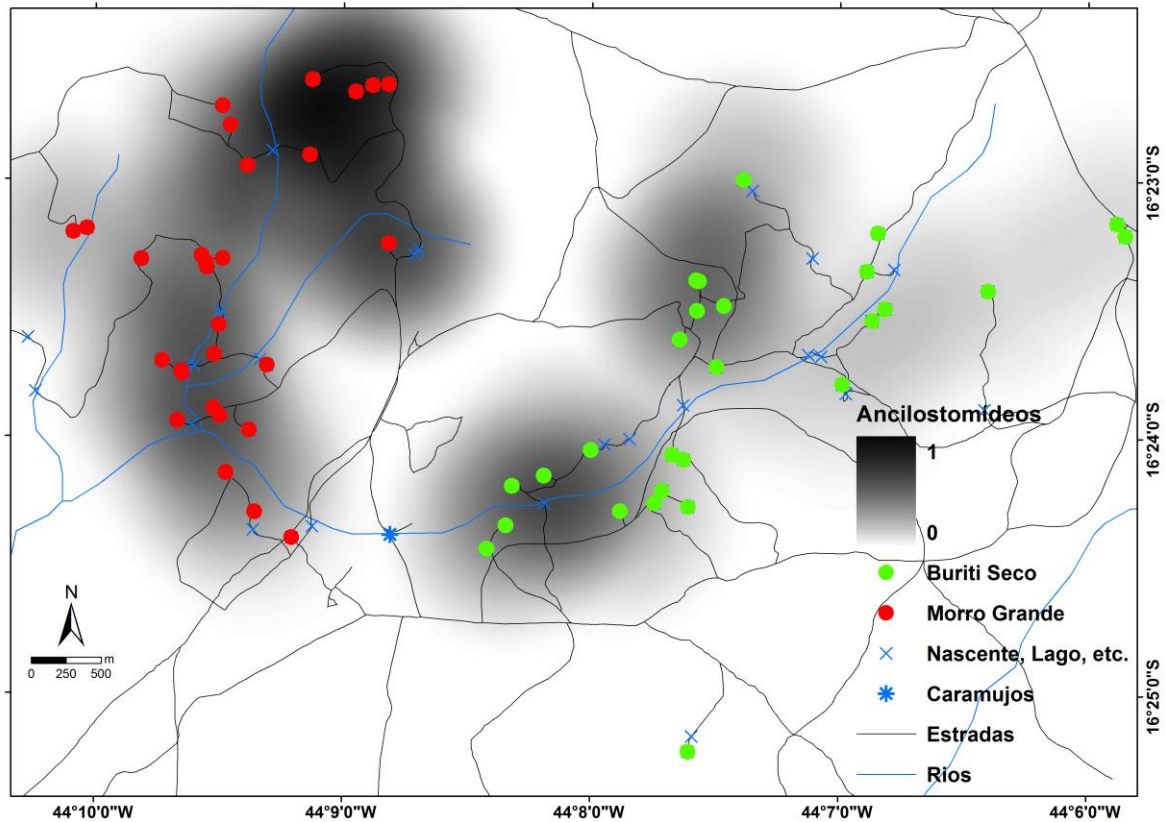 16°23'0"S
16°24'0"S
Ancilostomídeos
1
0
Buriti Seco
Morro Grande
N
m
0 250 500
Nascente, Lago, etc.
Caramujos
16°25'0"S
Estradas
Rios
44°10'0"W 44°9'0"W 44°8'0"W 44°7'0"W 44°6'0"W